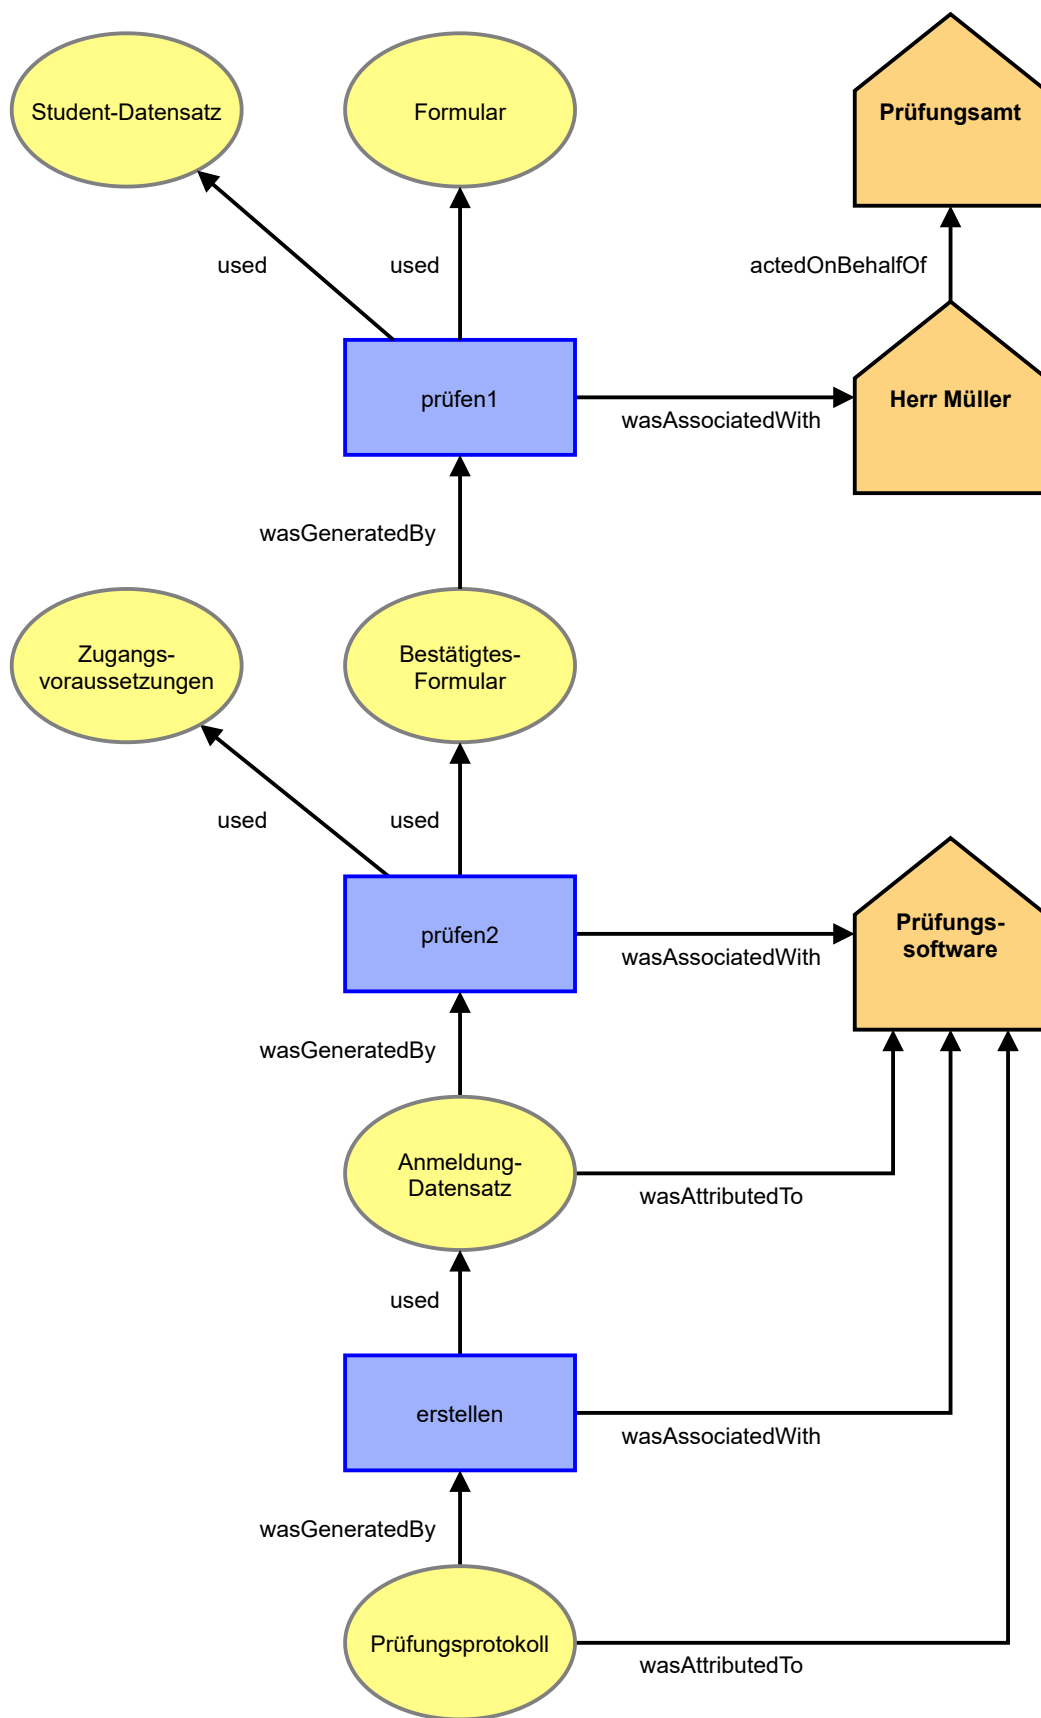 Student-Datensatz
Formular
Prüfungsamt
used
used
actedOnBehalfOf
prüfen1
wasAssociatedWith
Herr Müller
wasGeneratedBy
Zugangs-
voraussetzungen
Bestätigtes-
Formular
used
used
prüfen2
wasAssociatedWith
Prüfungs-
software
wasGeneratedBy
Anmeldung-
Datensatz
wasAttributedTo
used
erstellen
wasAssociatedWith
wasGeneratedBy
Prüfungsprotokoll
wasAttributedTo